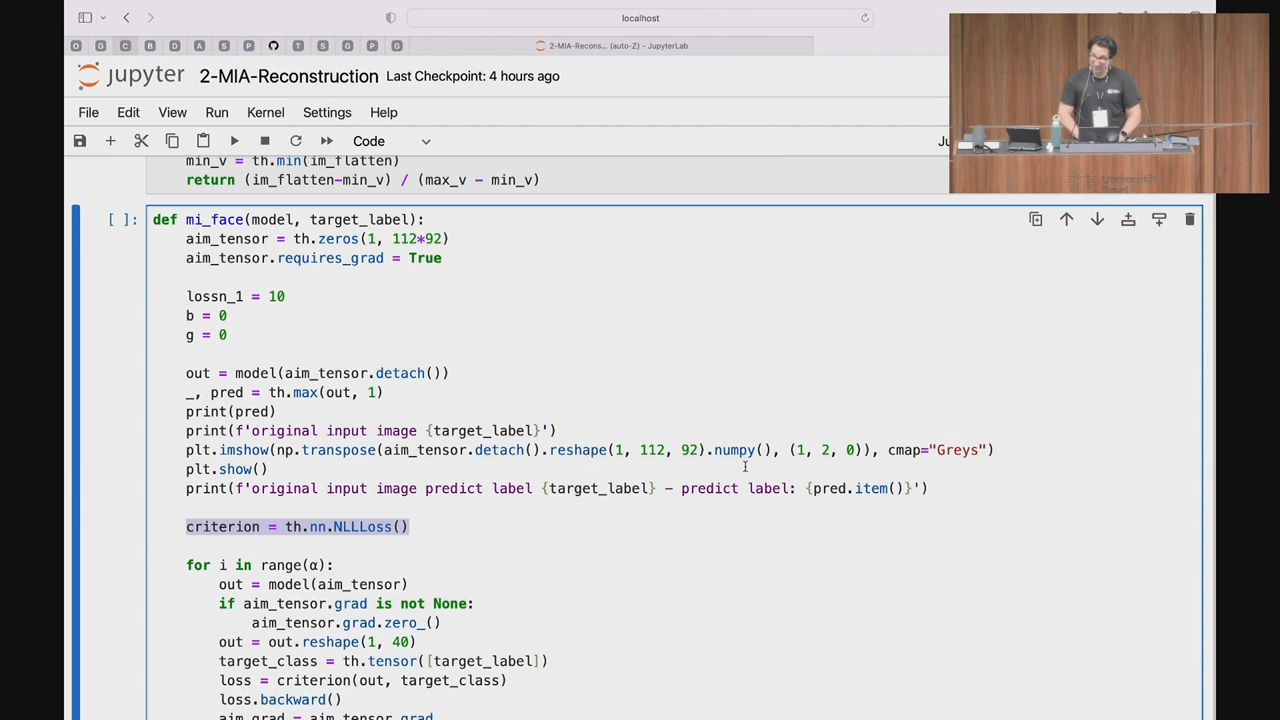 localhost
O G C B D A S P T S G P G 2-MIA-Recons... (auto-Z) - JupyterLab
jupyter 2-MIA-Reconstruction Last Checkpoint: 4 hours ago
File Edit View Run Kernel Settings Help
Code Ju
min_v = th.min(im_flatten)
return (im_flatten-min_v) / (max_v - min_v)
[ ]: def mi_face(model, target_label):
aim_tensor = th.zeros(1, 112*92)
aim_tensor.requires_grad = True
lossn_1 = 10
b = 0
g = 0
out = model(aim_tensor.detach())
_, pred = th.max(out, 1)
print(pred)
print(f'original input image {target_label}')
plt.imshow(np.transpose(aim_tensor.detach().reshape(1, 112, 92).numpy(), (1, 2, 0)), cmap="Greys")
plt.show()
print(f'original input image predict label {target_label} - predict label: {pred.item()}')
criterion = th.nn.NLLLoss()
for i in range(α):
out = model(aim_tensor)
if aim_tensor.grad is not None:
aim_tensor.grad.zero_()
out = out.reshape(1, 40)
target_class = th.tensor([target_label])
loss = criterion(out, target_class)
loss.backward()
aim_grad = aim_tensor.grad
Universität
Basel